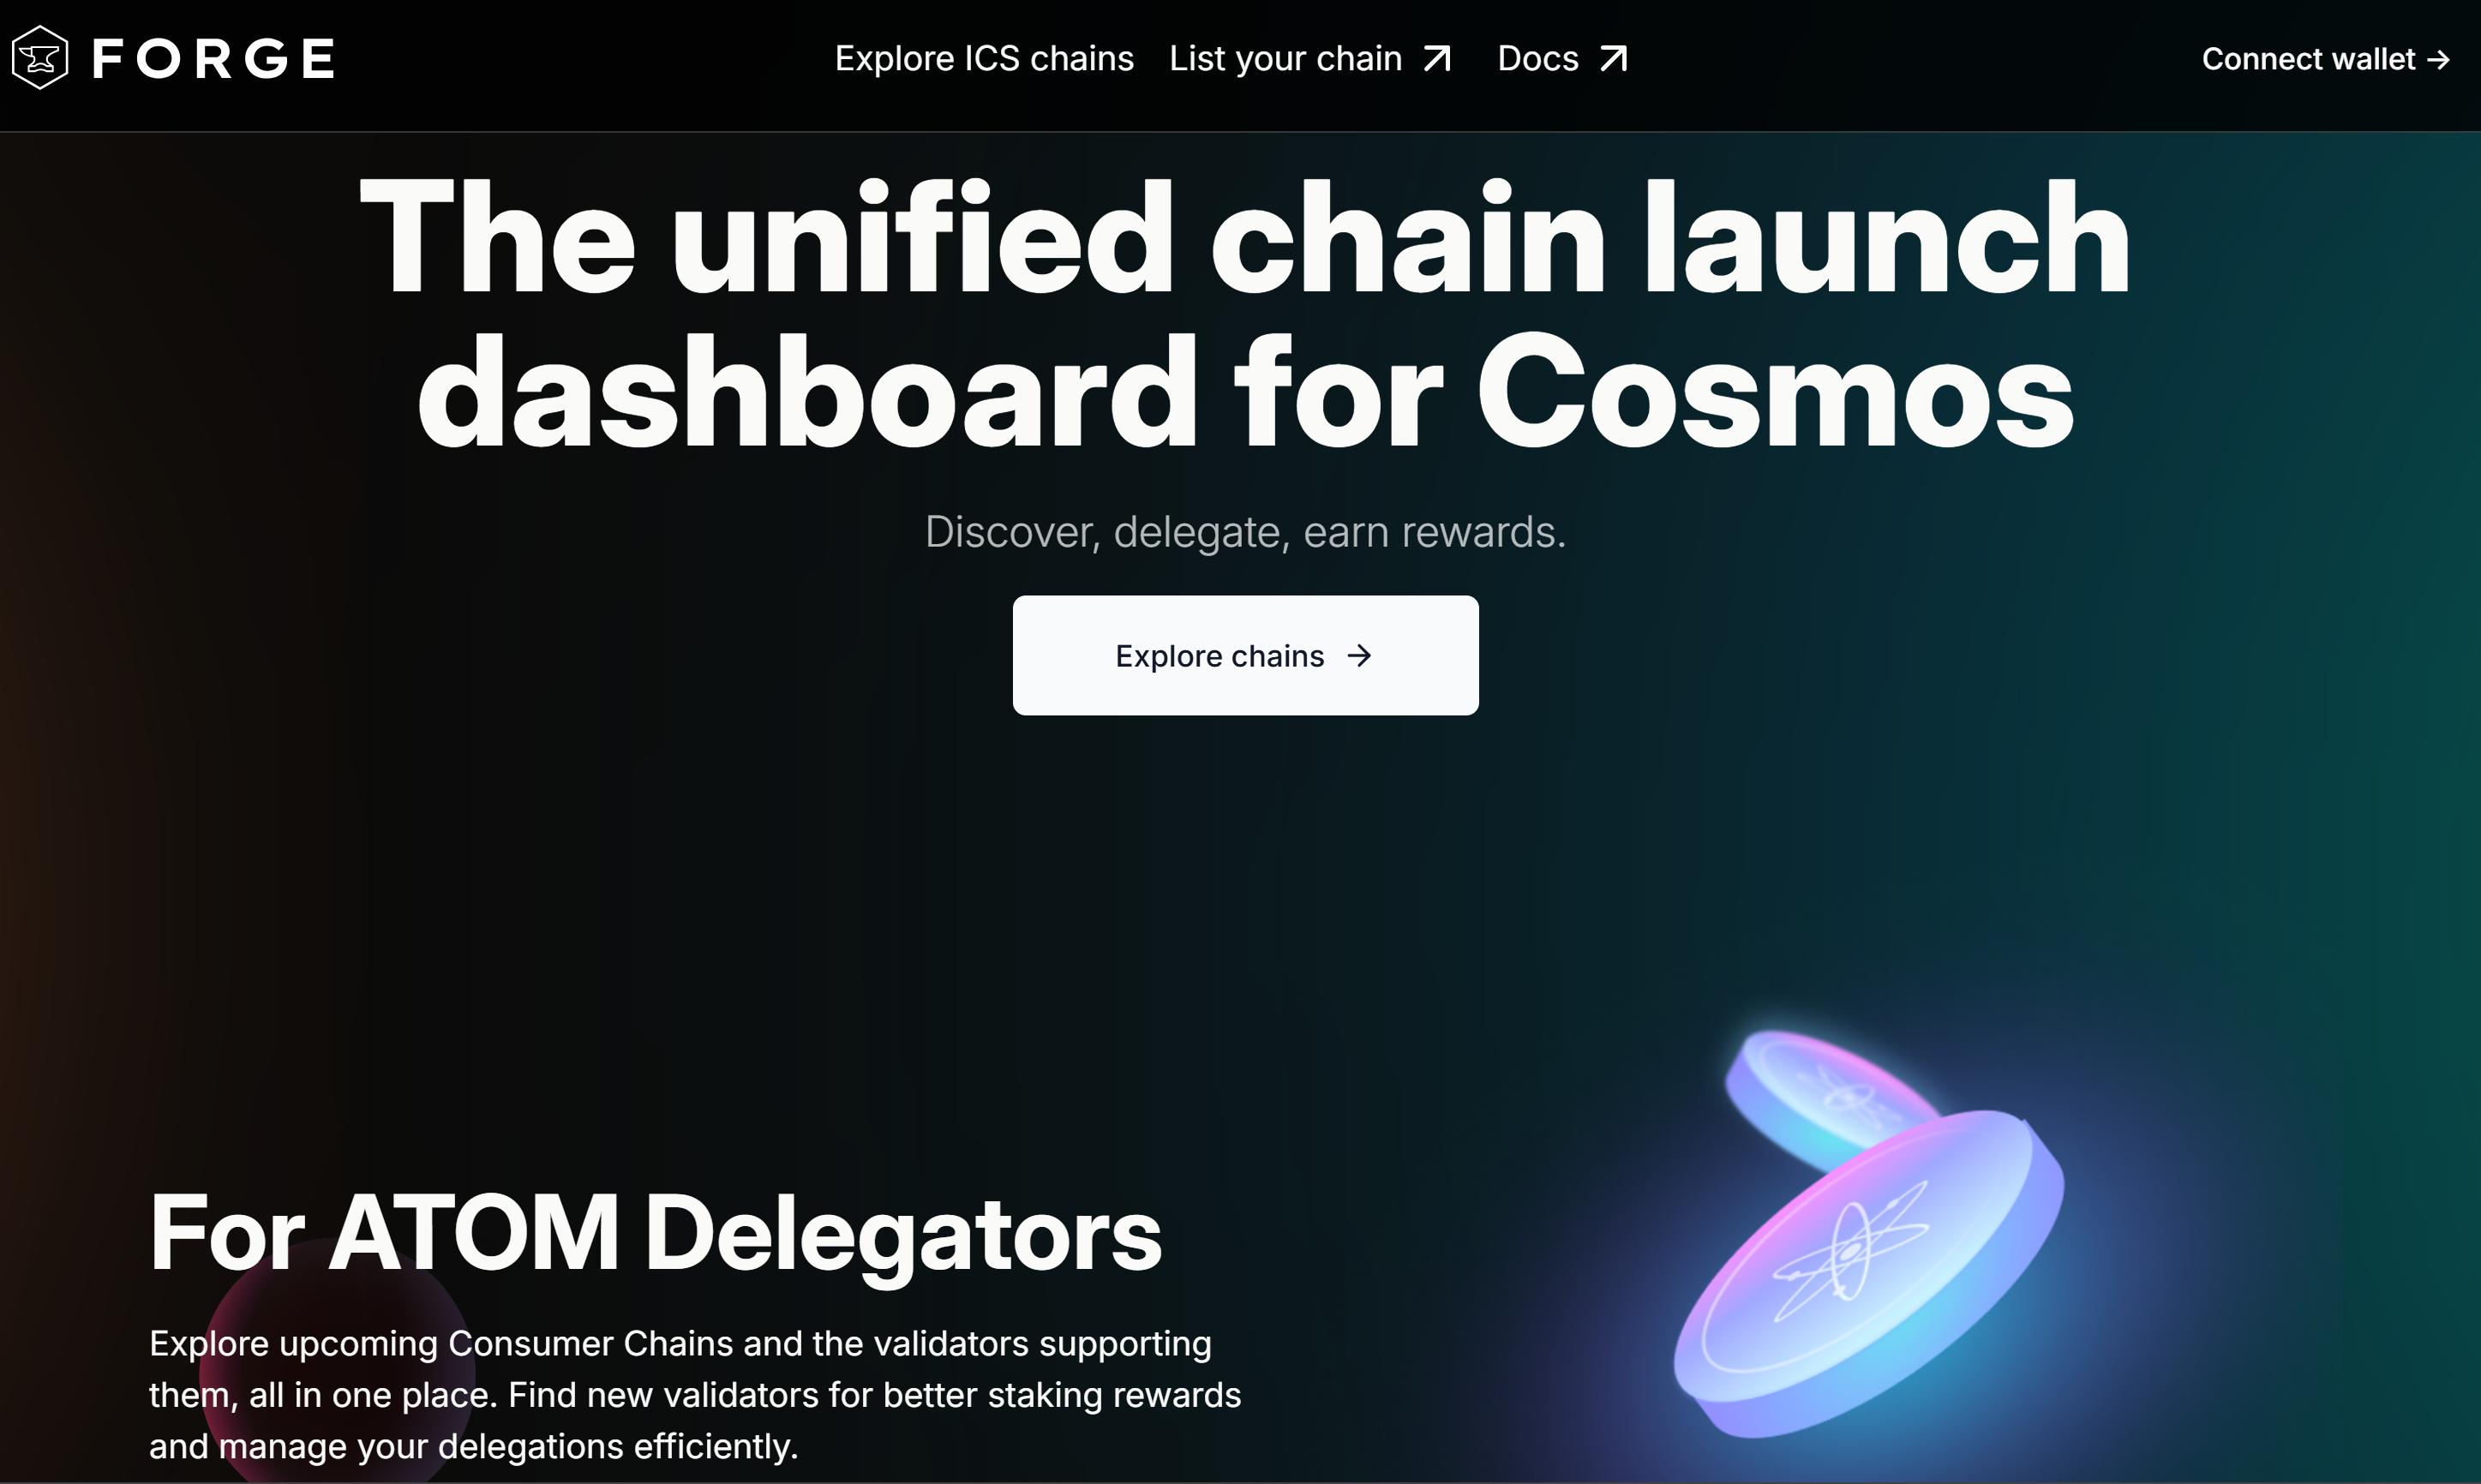 FORGE
Explore ICS chains
List your chain
Docs
Connect wallet →
The unified chain launch
dashboard for Cosmos
Discover, delegate, earn rewards.
Explore chains →
For ATOM Delegators
Explore upcoming Consumer Chains and the validators supporting
them, all in one place. Find new validators for better staking rewards
and manage your delegations efficiently.